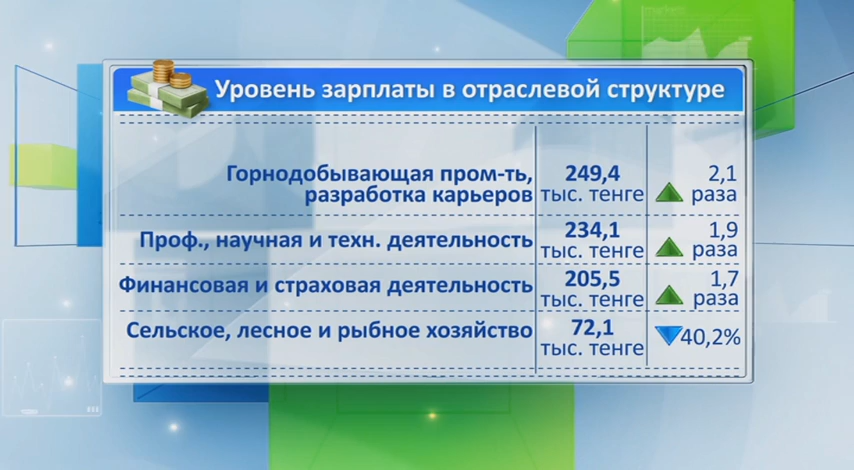 Уровень зарплаты в отраслевой структуре
Горнодобывающая пром-ть,
разработка карьеров
249,4
тыс. тенге
2,1
раза
Проф., научная и техн. деятельность
234,1
тыс. тенге
1,9
раза
Финансовая и страховая деятельность
205,5
тыс. тенге
1,7
раза
Сельское, лесное и рыбное хозяйство
72,1
тыс. тенге
40,2%